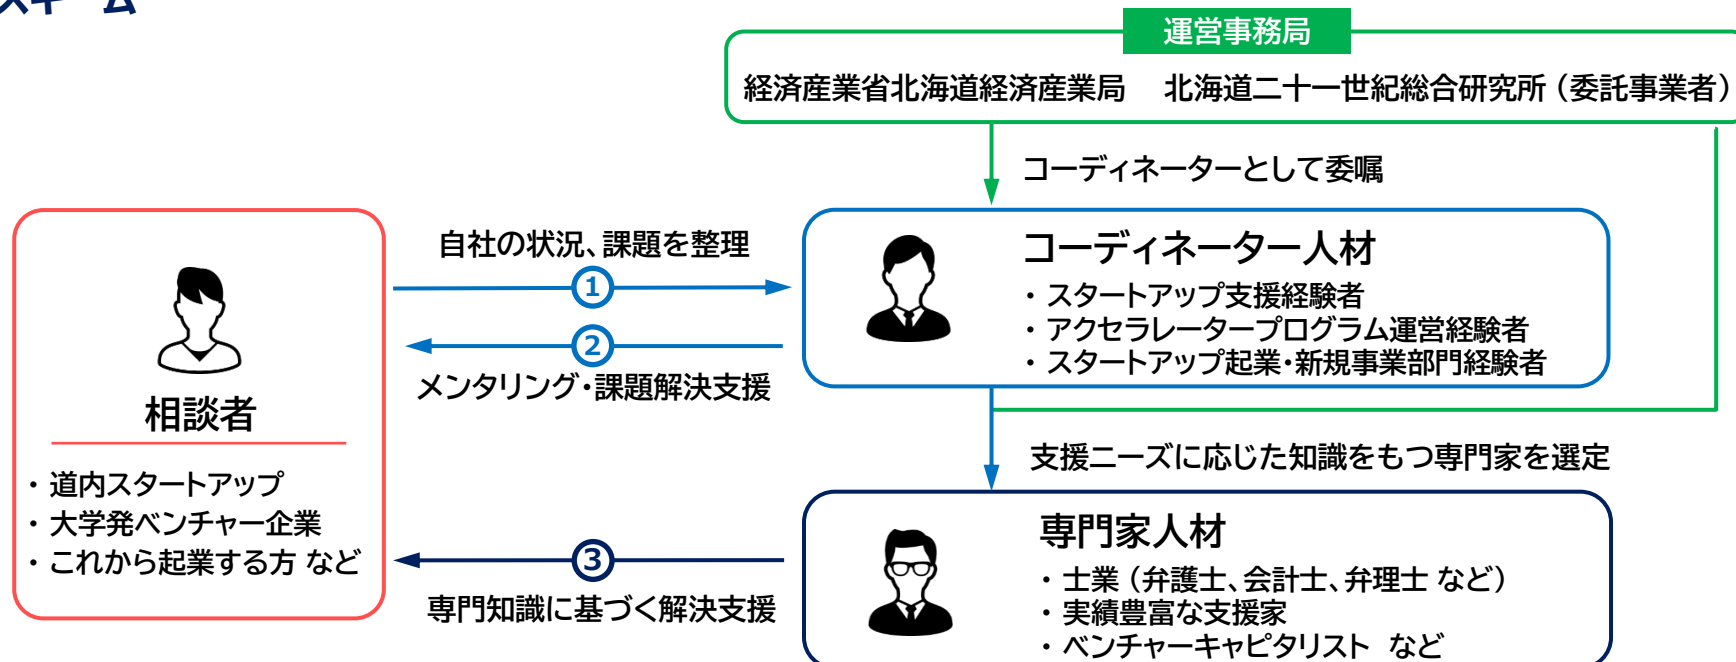 スキーム
運営事務局
経済産業省北海道経済産業局 北海道二十一世紀総合研究所（委託事業者）
コーディネーターとして委嘱
自社の状況、課題を整理
①
②
メンタリング・課題解決支援
コーディネーター人材
・スタートアップ支援経験者
・アクセラレータープログラム運営経験者
・スタートアップ起業・新規事業部門経験者
相談者
・道内スタートアップ
・大学発ベンチャー企業
・これから起業する方 など
支援ニーズに応じた知識をもつ専門家を選定
③
専門知識に基づく解決支援
専門家人材
・士業（弁護士、会計士、弁理士 など）
・実績豊富な支援家
・ベンチャーキャピタリスト など